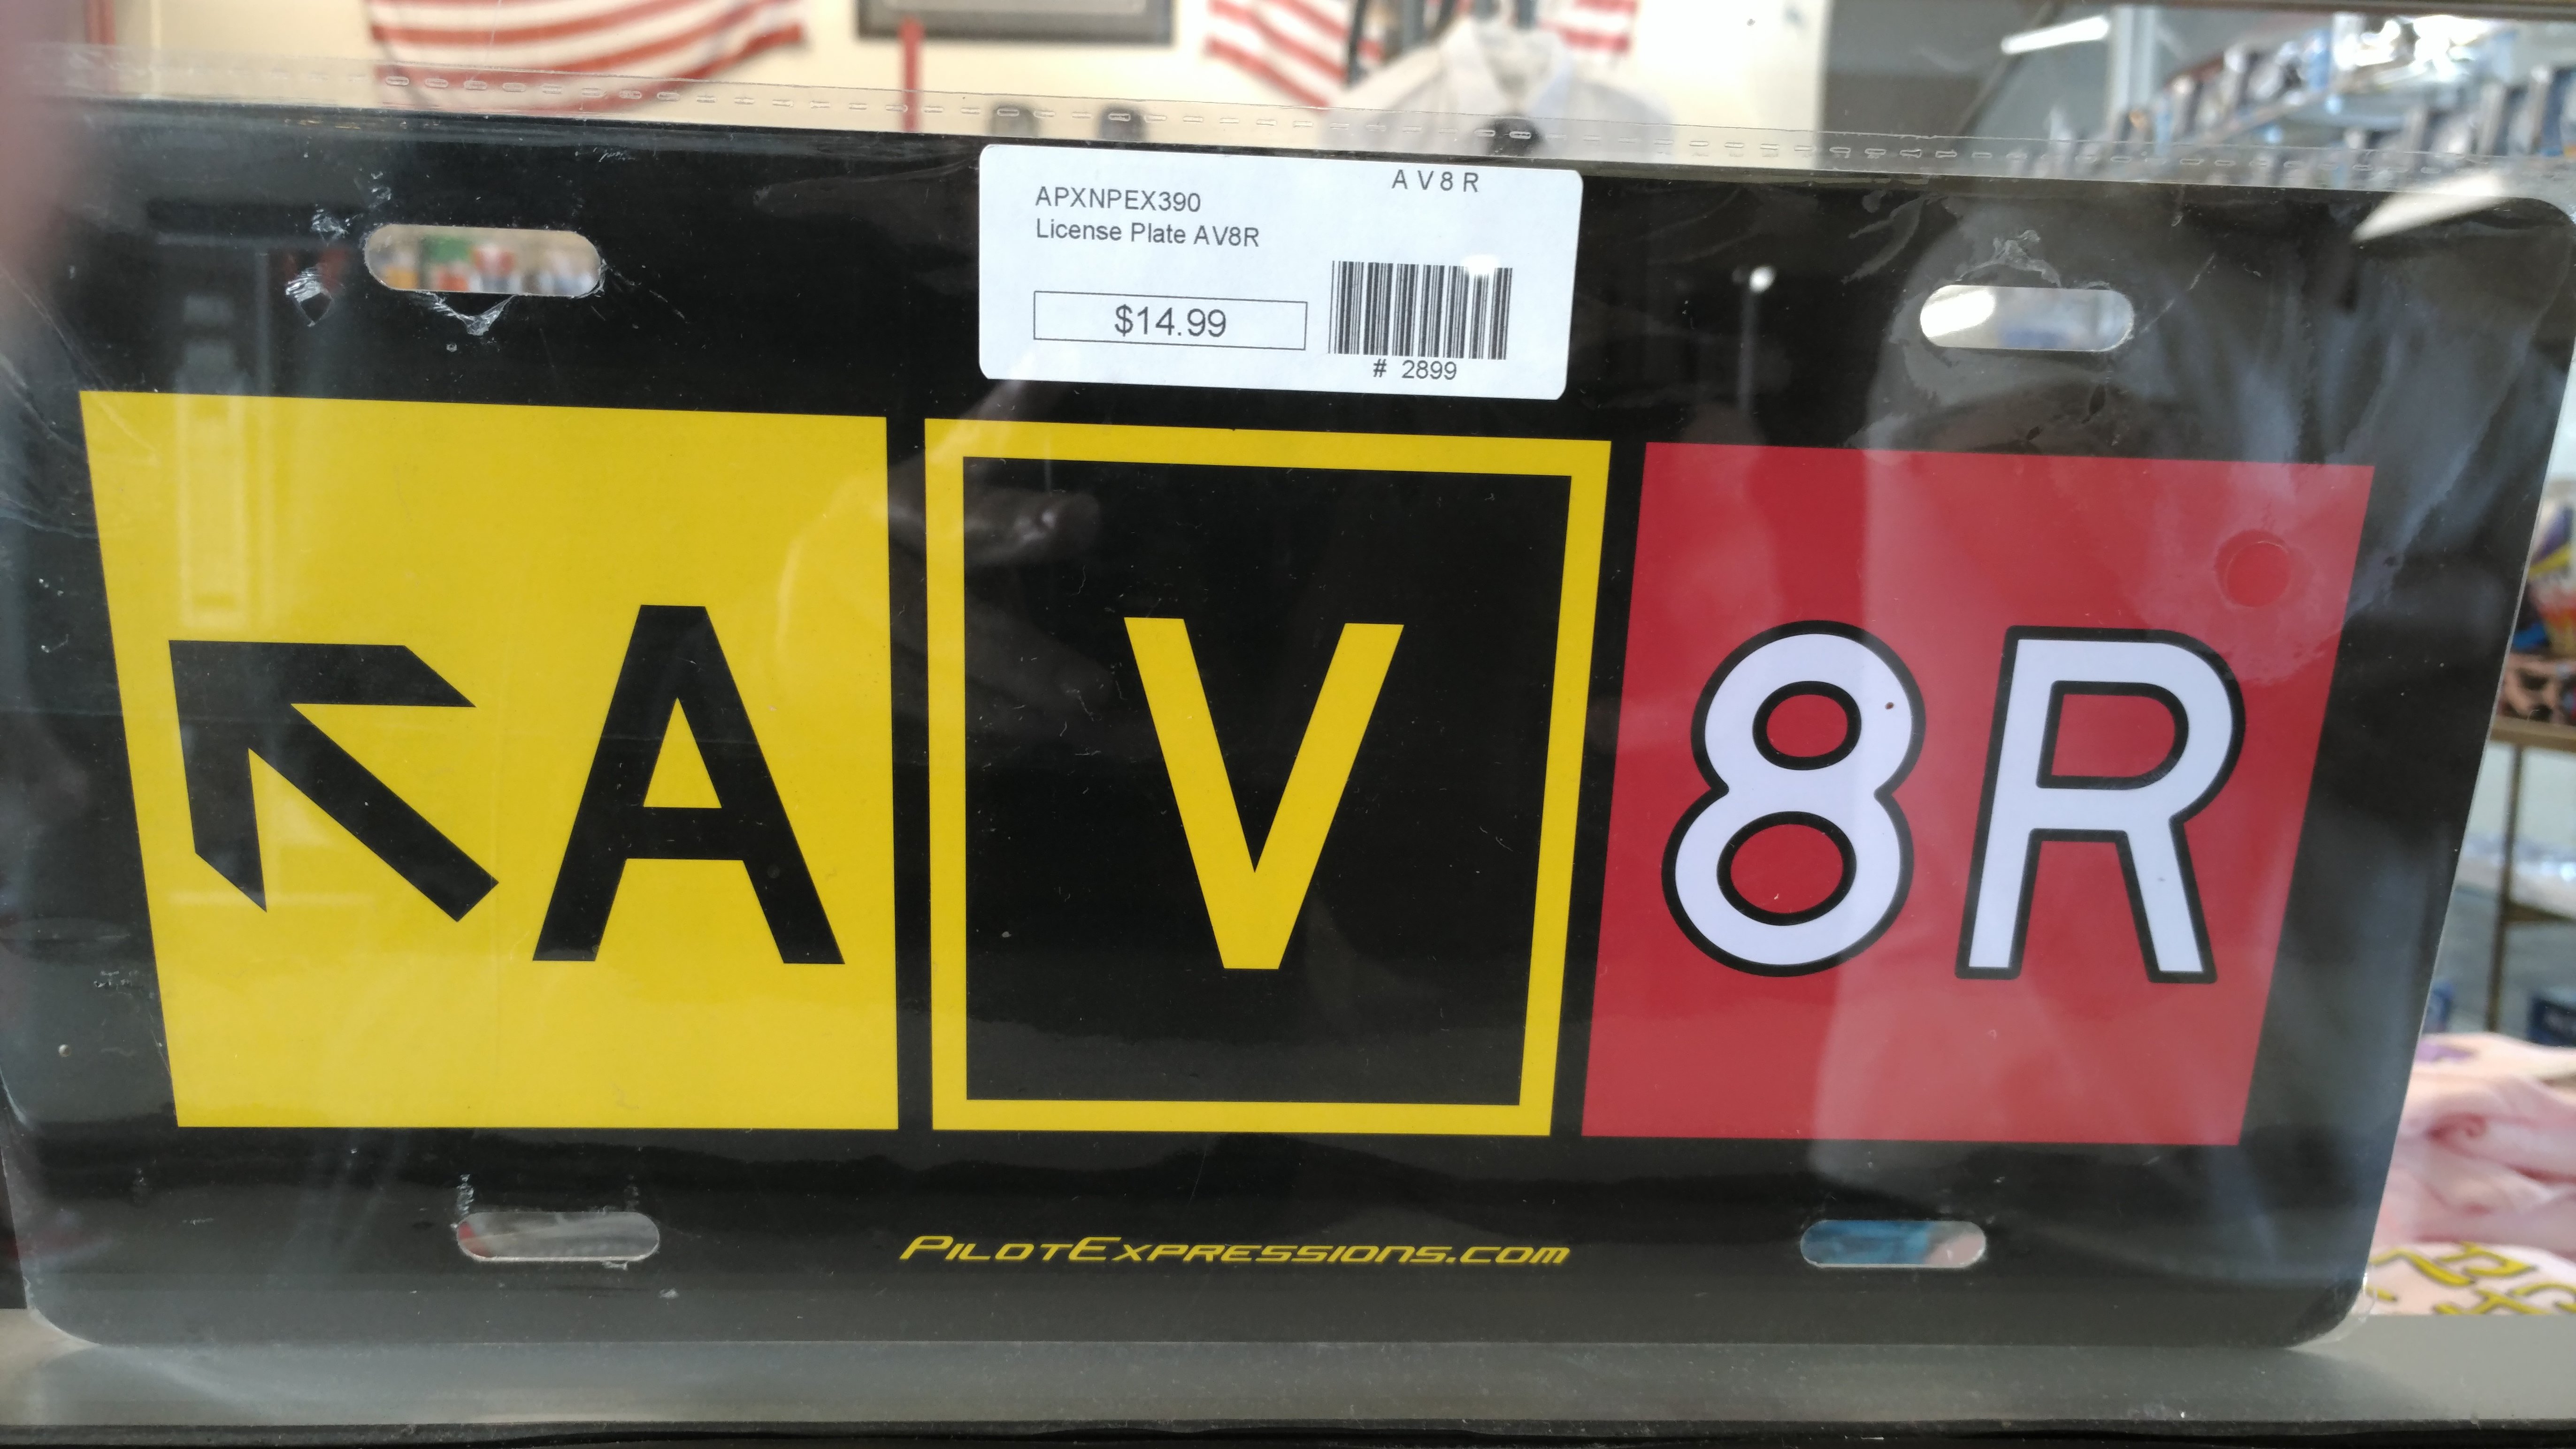 A V 8 R
APXNPEX390
License Plate AV8R
$14.99
# 2899
A V 8R
PILOTEXPRESSIONS.COM